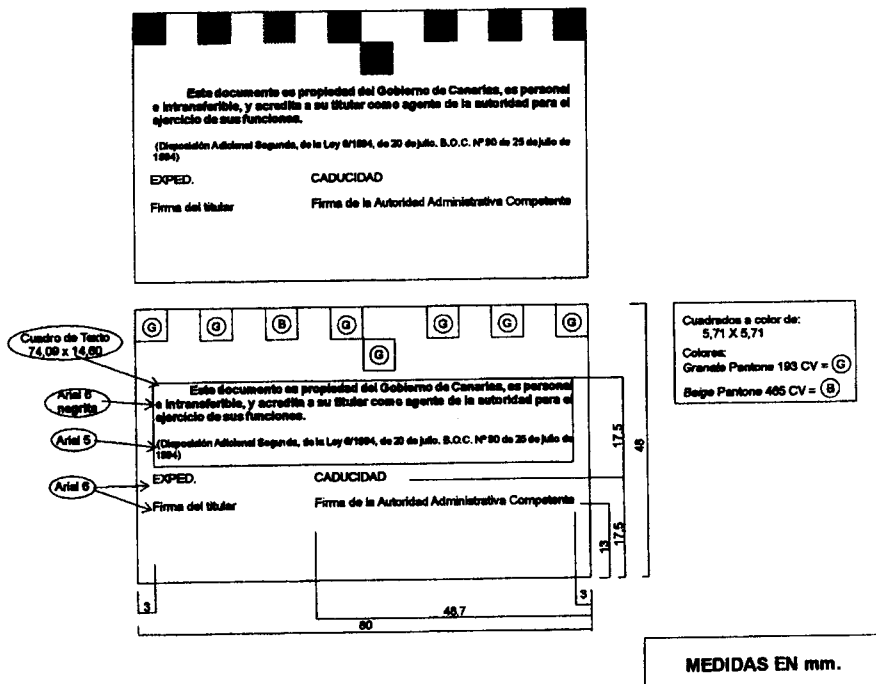 Este documento es propiedad del Gobierno de Canarias, es personal
e intransferible, y acredita a su titular como agente de la autoridad para el
ejercicio de sus funciones.
(Disposición Adicional Segunda, de la Ley 6/1994, de 20 de julio. B.O.C. Nº 90 de 25 de julio de
1994)
EXPED. CADUCIDAD
Firma del titular Firma de la Autoridad Administrativa Competente
G G B G G G G
G
Cuadro de Texto
74,09 x 14,60
Arial 6
negrita
Arial 5
Arial 6
Este documento es propiedad del Gobierno de Canarias, es personal
e intransferible, y acredita a su titular como agente de la autoridad para el
ejercicio de sus funciones.
(Disposición Adicional Segunda, de la Ley 6/1994, de 20 de julio. B.O.C. Nº 90 de 25 de julio de
1994)
EXPED. CADUCIDAD
Firma del titular Firma de la Autoridad Administrativa Competente
Cuadrados a color de:
5,71 X 5,71
Colores:
Granate Pantone 193 CV = G
Beige Pantone 465 CV = B
17,5
48
13
17,5
3
3
48,7
80
MEDIDAS EN mm.